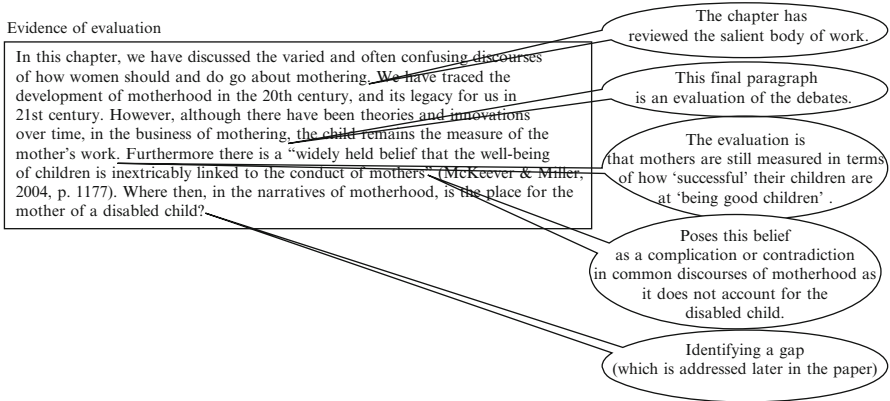 Evidence of evaluation
In this chapter, we have discussed the varied and often confusing discourses
of how women should and do go about mothering. We have traced the
development of motherhood in the 20th century, and its legacy for us in
21st century. However, although there have been theories and innovations
over time, in the business of mothering, the child remains the measure of the
mother's work. Furthermore there is a “widely held belief that the well-being
of children is inextricably linked to the conduct of mothers” (McKeever & Miller,
2004, p. 1177). Where then, in the narratives of motherhood, is the place for the
mother of a disabled child?
The chapter has
reviewed the salient body of work.
This final paragraph
is an evaluation of the debates.
The evaluation is
that mothers are still measured in terms
of how ‘successful’ their children are
at ‘being good children’ .
Poses this belief
as a complication or contradiction
in common discourses of motherhood as
it does not account for the
disabled child.
Identifying a gap
(which is addressed later in the paper)